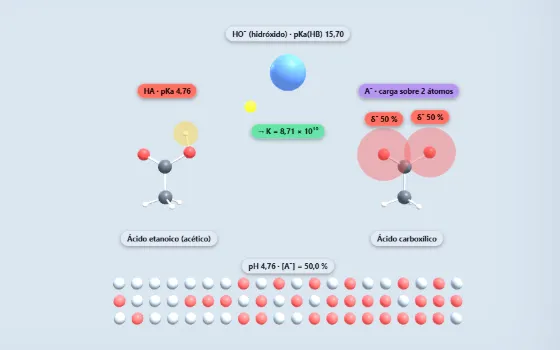 HO⁻ (hidróxido) · pKa(HB) 15,70
HA · pKa 4,76
A⁻ · carga sobre 2 átomos
δ⁻ 50 %
δ⁻ 50 %
→ K = 8,71 × 10¹⁰
Ácido etanoico (acético)
Ácido carboxílico
pH 4,76 · [A⁻] = 50,0 %